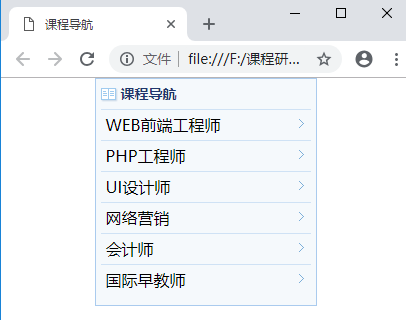 课程导航
文件 file:///F:/课程研...
课程导航
WEB前端工程师
PHP工程师
UI设计师
网络营销
会计师
国际早教师